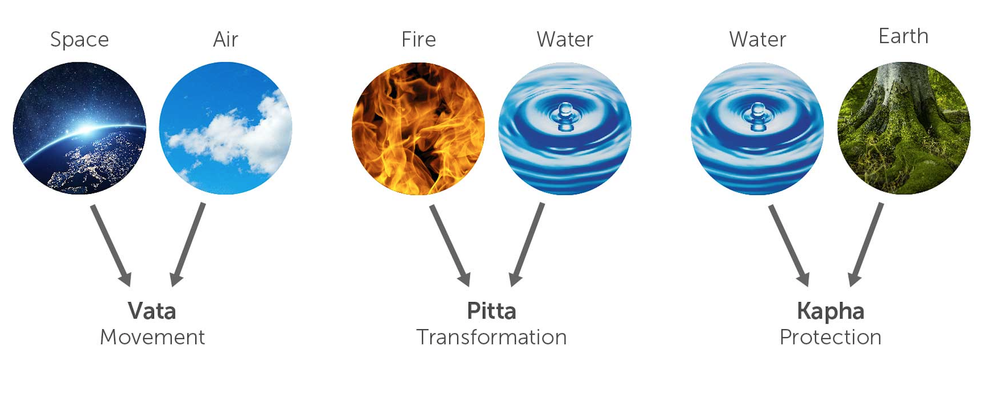 Space
Air
Fire
Water
Water
Earth
Vata
Movement
Pitta
Transformation
Kapha
Protection